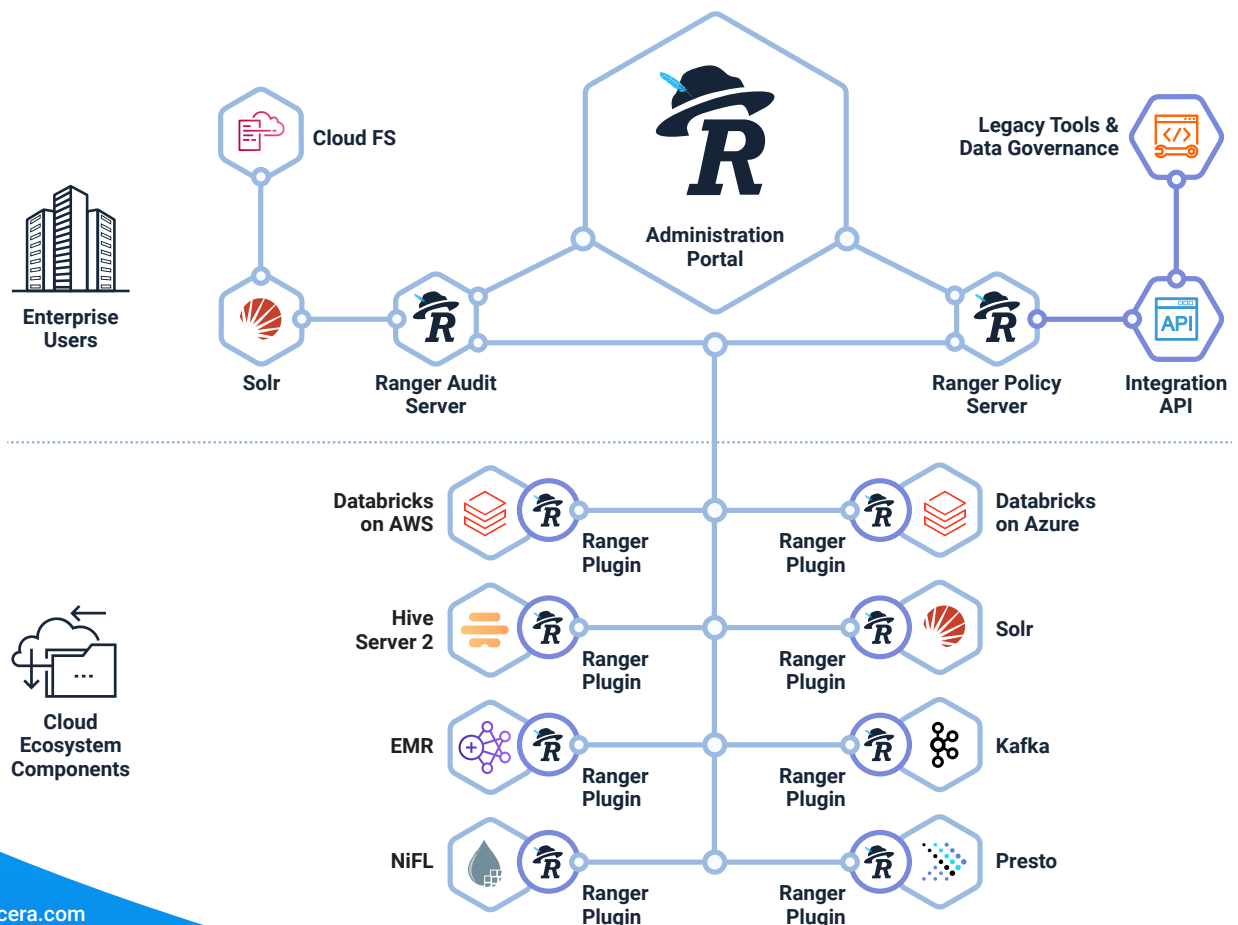 Cloud FS
Administration
Portal
Legacy Tools &
Data Governance
Enterprise
Users
Solr
Ranger Audit
Server
Ranger Policy
Server
API
Integration
API
Databricks
on AWS
Ranger
Plugin
Ranger
Plugin
Databricks
on Azure
Hive
Server 2
Ranger
Plugin
Ranger
Plugin
Solr
Cloud
Ecosystem
Components
EMR
Ranger
Plugin
Ranger
Plugin
Kafka
NiFL
Ranger
Plugin
Ranger
Plugin
Presto
cera.com